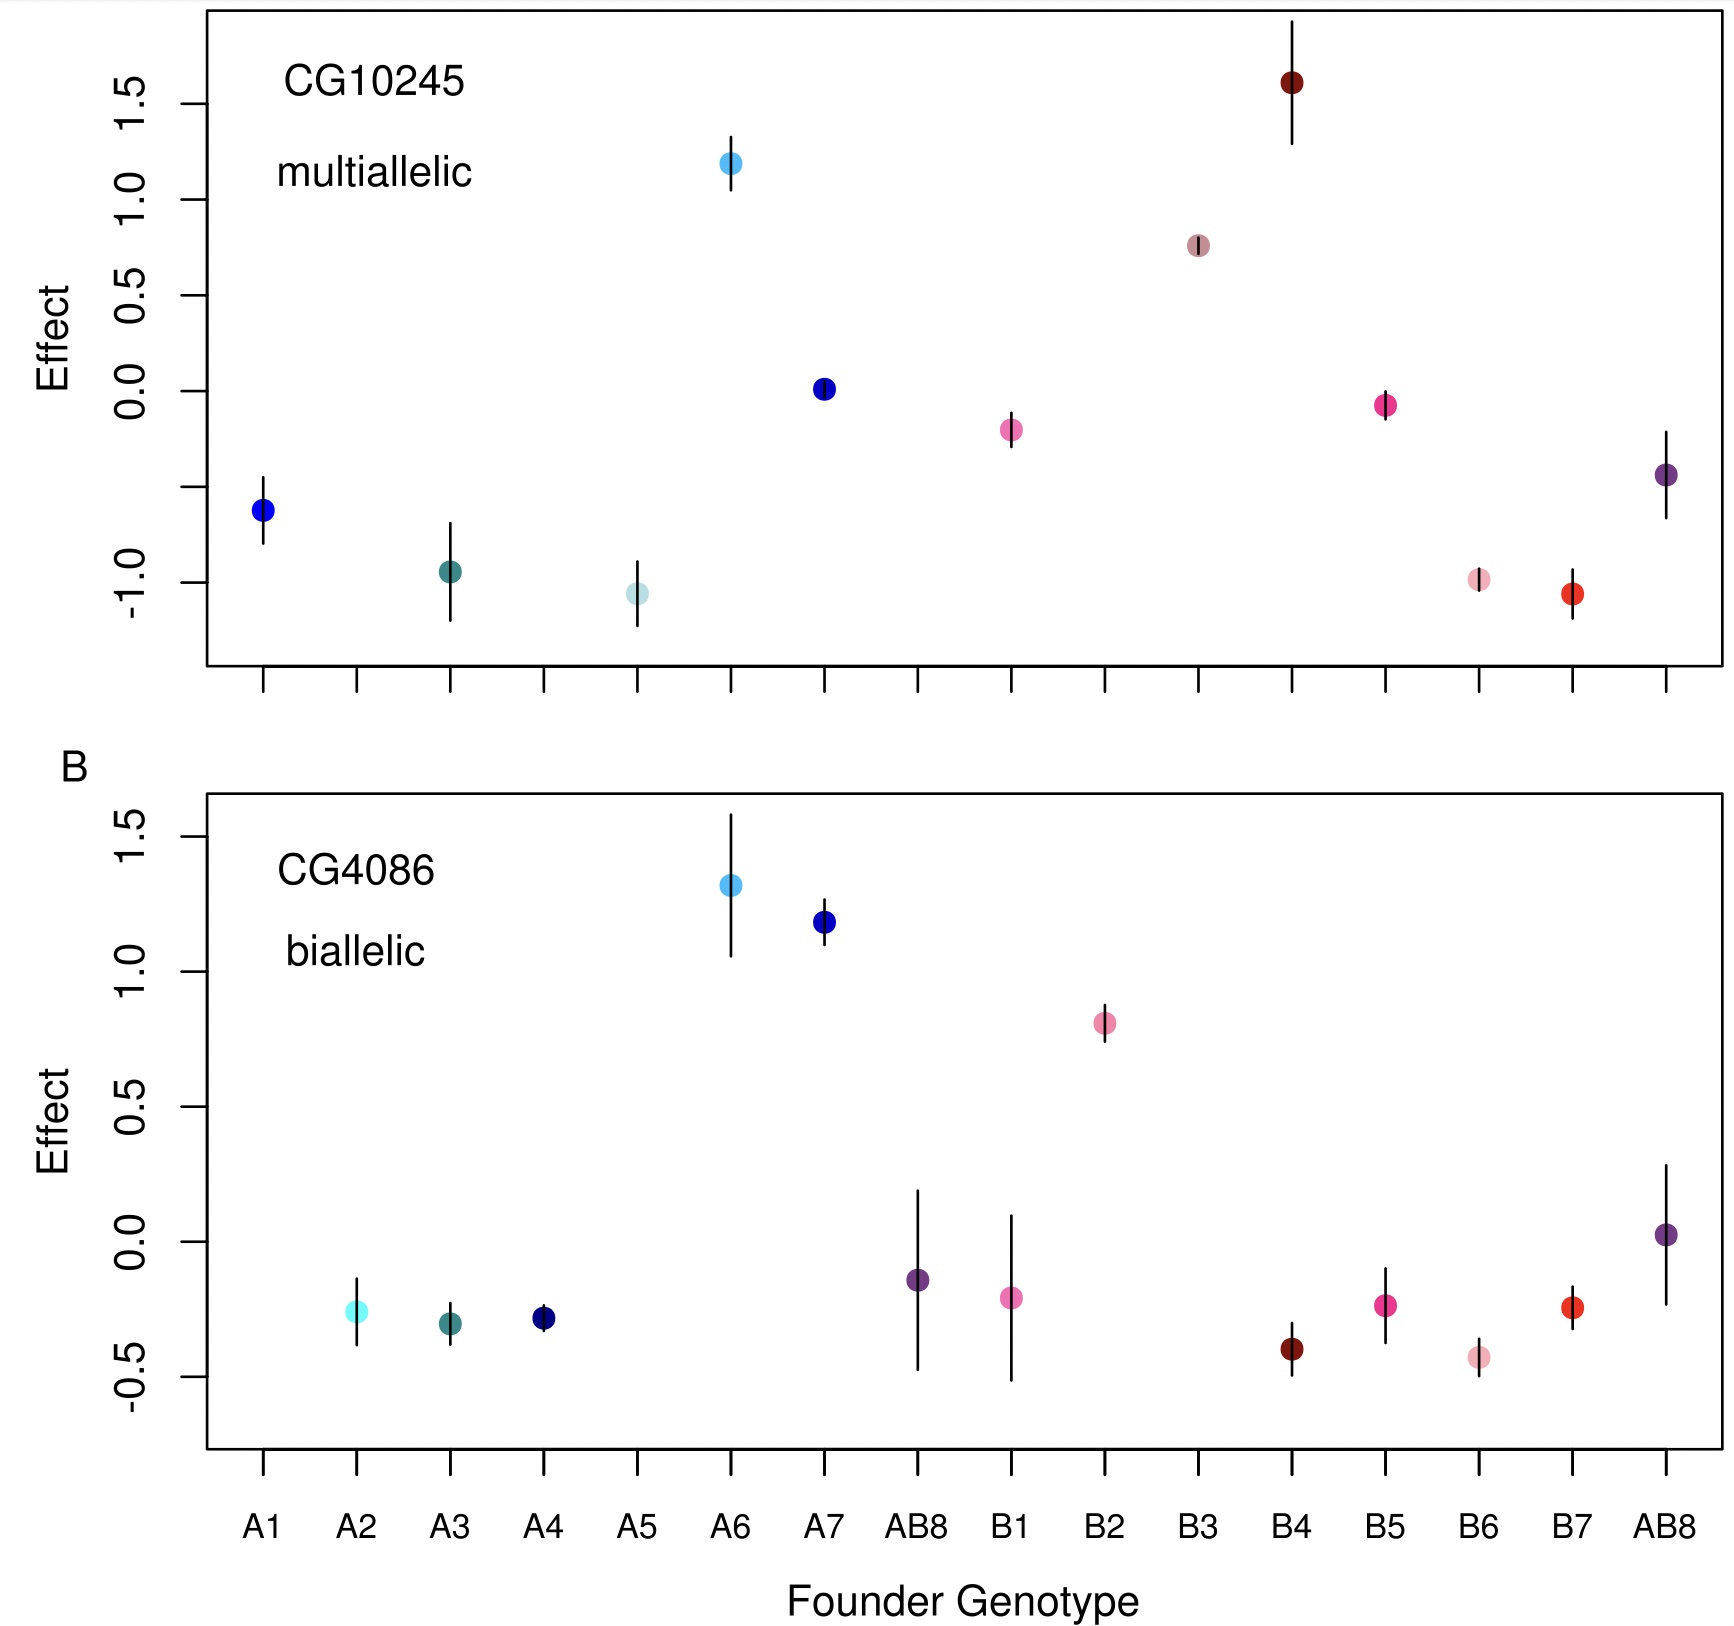 CG10245
multiallelic
Effect
1.5
1.0
0.5
0.0
-1.0
B
CG4086
biallelic
Effect
1.5
1.0
0.5
0.0
-0.5
A1 A2 A3 A4 A5 A6 A7 AB8 B1 B2 B3 B4 B5 B6 B7 AB8
Founder Genotype